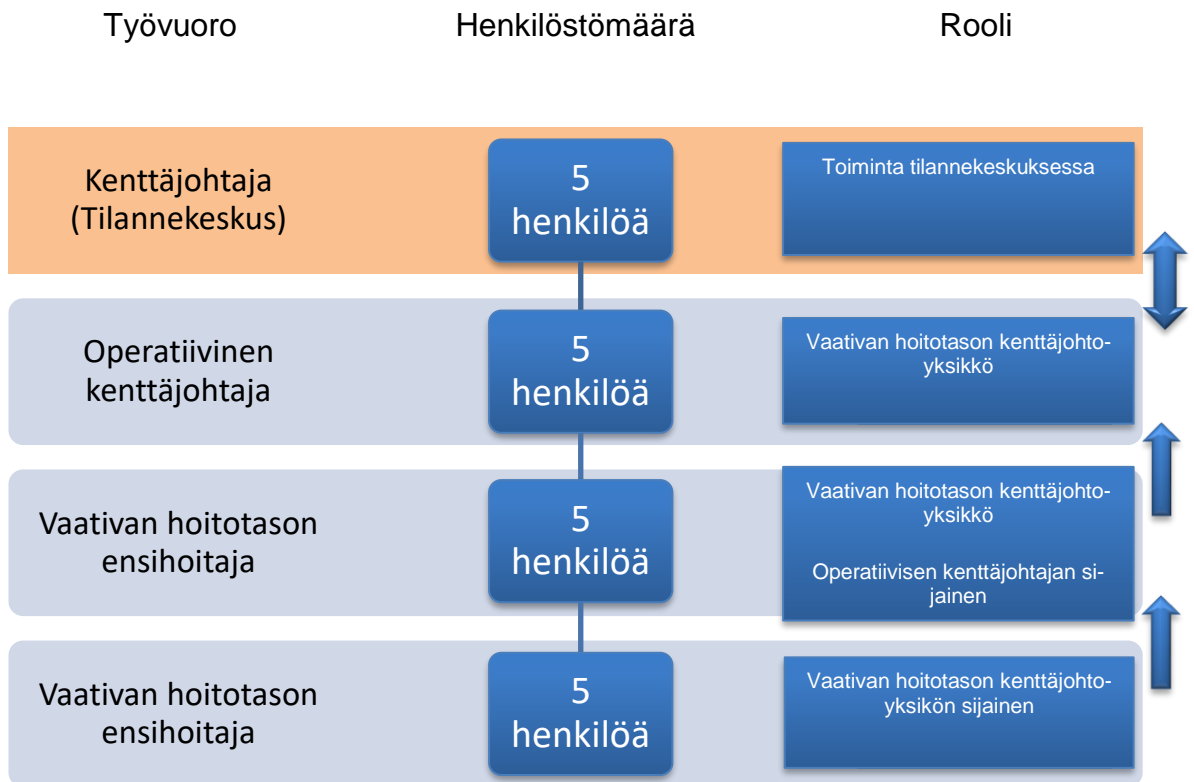 Työvuoro Henkilöstömäärä Rooli
Kenttäjohtaja
(Tilannekeskus)
5
henkilöä
Toiminta tilannekeskuksessa
Operatiivinen
kenttäjohtaja
5
henkilöä
Vaativan hoitotason kenttäjohto-
yksikkö
Vaativan hoitotason
ensihoitaja
5
henkilöä
Vaativan hoitotason kenttäjohto-
yksikkö
Operatiivisen kenttäjohtajan si-
jainen
Vaativan hoitotason
ensihoitaja
5
henkilöä
Vaativan hoitotason kenttäjohto-
yksikön sijainen